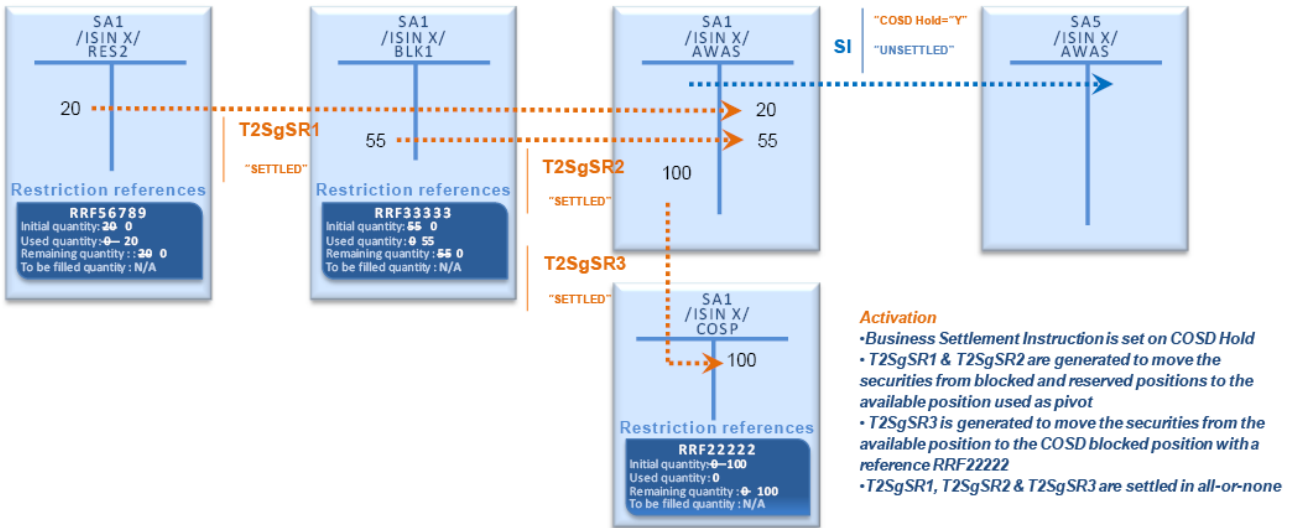 SA1
/ISIN X/
RES2
20
T2SgSR1
"SETTLED"
Restriction references
RRF56789
Initial quantity: 20 0
Used quantity: 0 20
Remaining quantity : : 20 0
To be filled quantity : N/A
SA1
/ISIN X/
BLK1
55
T2SgSR2
"SETTLED"
Restriction references
RRF33333
Initial quantity: 55 0
Used quantity: 0 55
Remaining quantity : 55 0
To be filled quantity : N/A
T2SgSR3
"SETTLED"
SA1
/ISIN X/
AWAS
20
55
100
SI
"COSD Hold="Y"
"UNSETTLED"
SA5
/ISIN X/
AWAS
SA1
/ISIN X/
COSP
100
Restriction references
RRF22222
Initial quantity: 0 100
Used quantity: 0
Remaining quantity : 0 100
To be filled quantity : N/A
Activation
•Business Settlement Instruction is set on COSD Hold
• T2SgSR1 & T2SgSR2 are generated to move the
securities from blocked and reserved positions to the
available position used as pivot
• T2SgSR3 is generated to move the securities from the
available position to the COSD blocked position with a
reference RRF22222
•T2SgSR1, T2SgSR2 & T2SgSR3 are settled in all-or-none